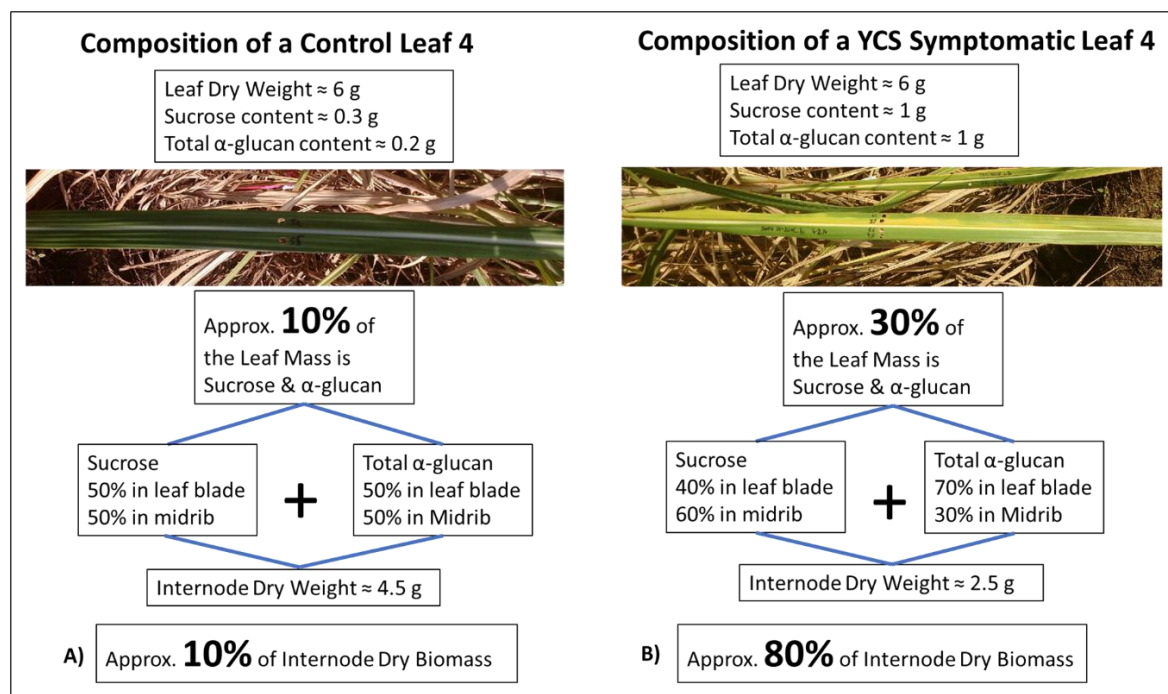 Composition of a Control Leaf 4
Leaf Dry Weight ≈ 6 g
Sucrose content ≈ 0.3 g
Total α-glucan content ≈ 0.2 g
Approx. 10% of
the Leaf Mass is
Sucrose & α-glucan
Sucrose
50% in leaf blade
50% in midrib
+
Total α-glucan
50% in leaf blade
50% in Midrib
Internode Dry Weight ≈ 4.5 g
A) Approx. 10% of Internode Dry Biomass
Composition of a YCS Symptomatic Leaf 4
Leaf Dry Weight ≈ 6 g
Sucrose content ≈ 1 g
Total α-glucan content ≈ 1 g
Approx. 30% of
the Leaf Mass is
Sucrose & α-glucan
Sucrose
40% in leaf blade
60% in midrib
+
Total α-glucan
70% in leaf blade
30% in Midrib
Internode Dry Weight ≈ 2.5 g
B) Approx. 80% of Internode Dry Biomass